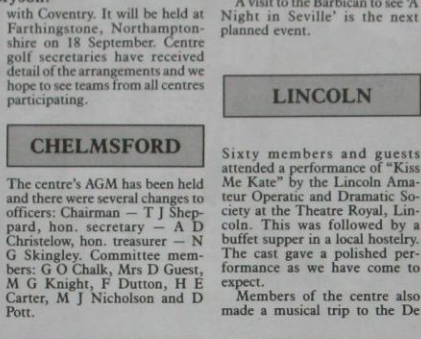 with Coventry. It will be held at
Farthingstone, Northampton-
shire on 18 September. Centre
golf secretaries have received
detail of the arrangements and we
hope to see teams from all centres
participating.
CHELMSFORD
The centre's AGM has been held
and there were several changes to
officers: Chairman — T J Shep-
pard, hon. secretary — A D
Christelow, hon. treasurer — N
G Skingley. Committee mem-
bers: G O Chalk, Mrs D Guest,
M G Knight, F Dutton, H E
Carter, M J Nicholson and D
Pott.
A visit to the Barbican to see 'A
Night in Seville' is the next
planned event.
LINCOLN
Sixty members and guests
attended a performance of “Kiss
Me Kate” by the Lincoln Ama-
teur Operatic and Dramatic So-
ciety at the Theatre Royal, Lin-
coln. This was followed by a
buffet supper in a local hostelry.
The cast gave a polished per-
formance as we have come to
expect.
Members of the centre also
made a musical trip to the De